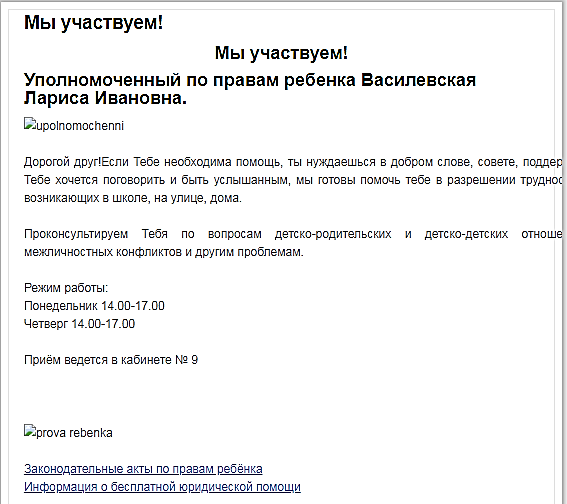 Мы участвуем!
Мы участвуем!
Уполномоченный по правам ребенка Василевская
Лариса Ивановна.
upolnomochenni
Дорогой друг!Если Тебе необходима помощь, ты нуждаешься в добром слове, совете, поддер
Тебе хочется поговорить и быть услышанным, мы готовы помочь тебе в разрешении труднос
возникающих в школе, на улице, дома.
Проконсультируем Тебя по вопросам детско-родительских и детско-детских отноше
межличностных конфликтов и другим проблемам.
Режим работы:
Понедельник 14.00-17.00
Четверг 14.00-17.00
Приём ведется в кабинете № 9
prova rebenka
Законодательные акты по правам ребёнка
Информация о бесплатной юридической помощи